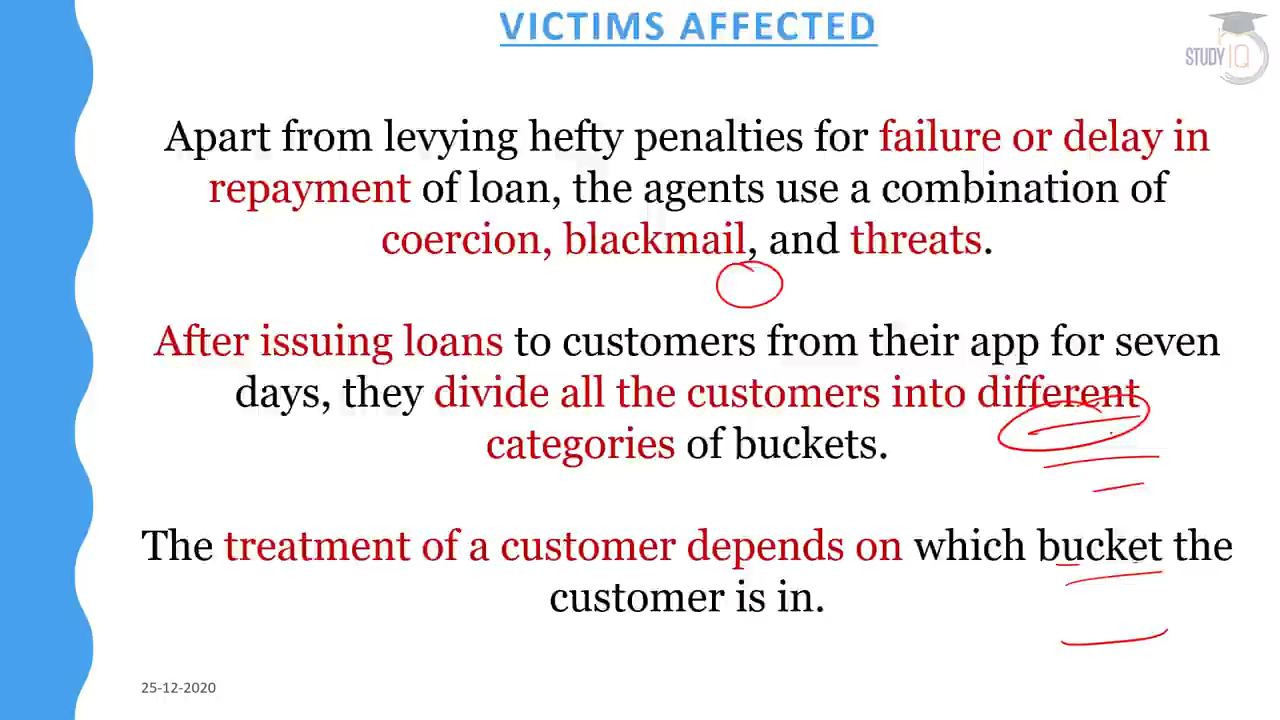 VICTIMS AFFECTED
STUDY IQ
Apart from levying hefty penalties for failure or delay in
repayment of loan, the agents use a combination of
coercion, blackmail, and threats.
After issuing loans to customers from their app for seven
days, they divide all the customers into different
categories of buckets.
The treatment of a customer depends on which bucket the
customer is in.
25-12-2020